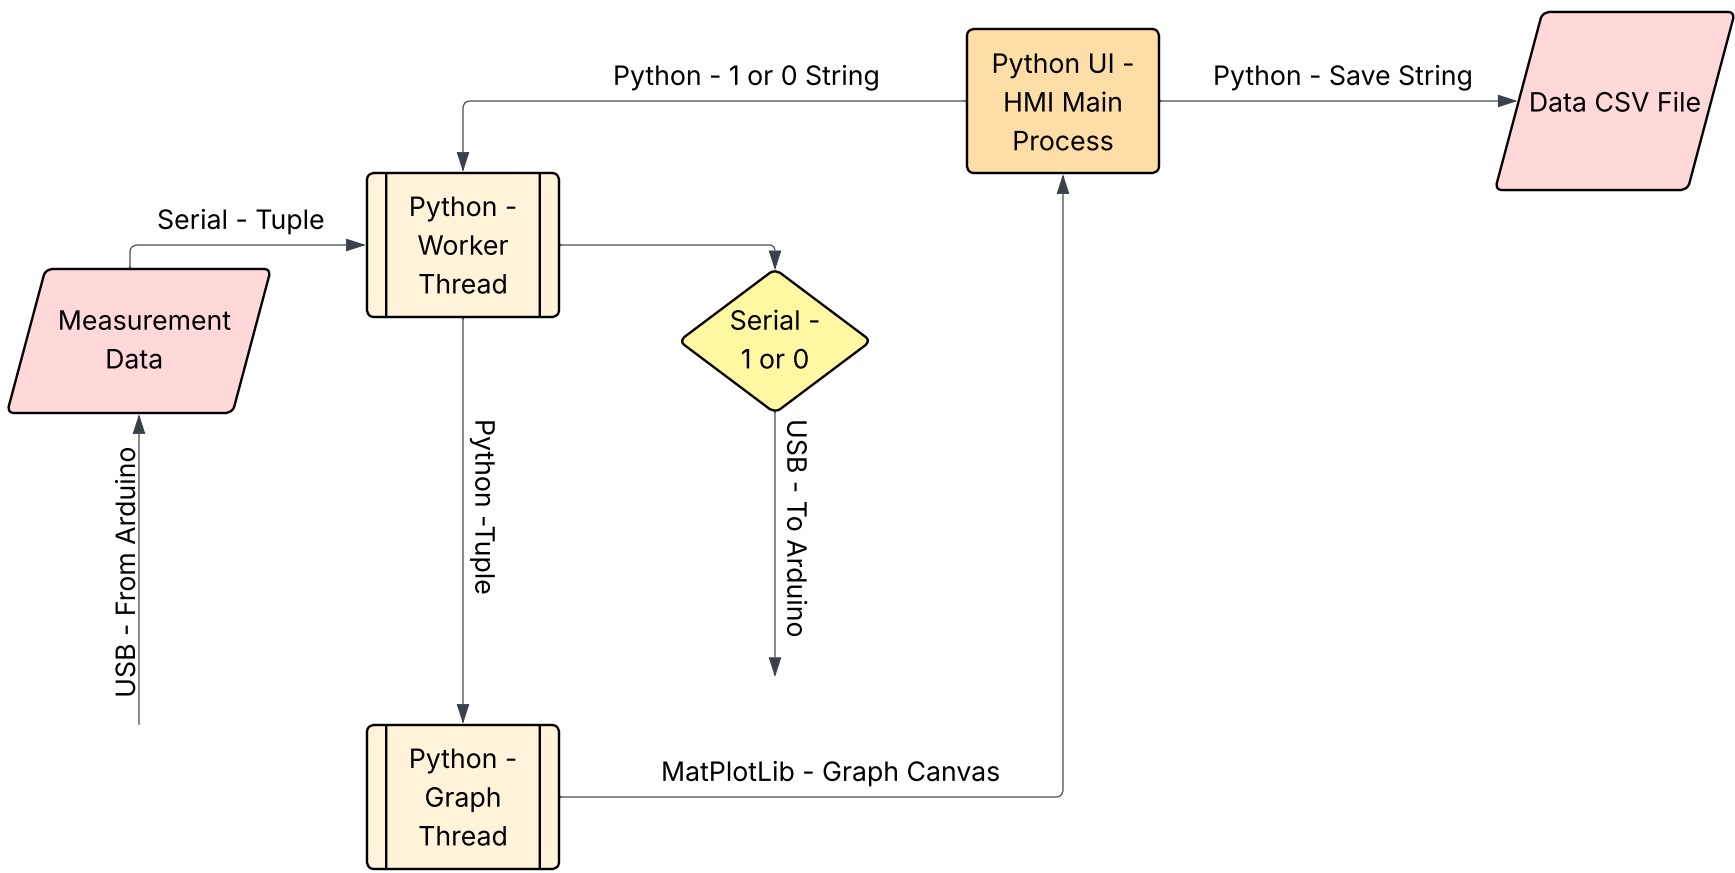 Python - 1 or 0 String
Python UI -
HMI Main
Process
Python - Save String
Data CSV File
Serial - Tuple
Python -
Worker
Thread
Measurement
Data
Serial -
1 or 0
USB - From Arduino
Python -Tuple
USB - To Arduino
Python -
Graph
Thread
MatPlotLib - Graph Canvas